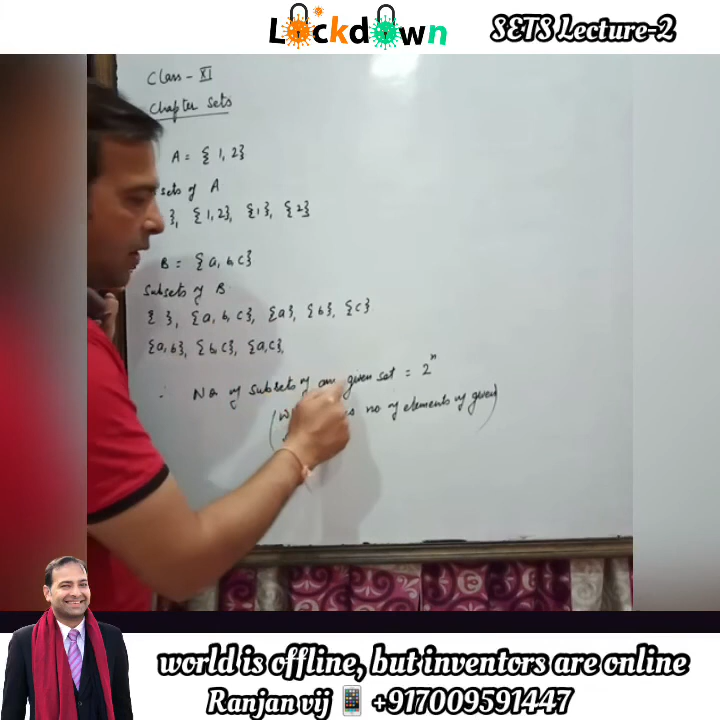 Lockdown
SETS Lecture-2
Class - XI
Chapter Sets
A = { 1, 2}
sets of A
}, {1,2}, {1}, {2}
B = {a, b, c}
Subsets of B
{ }, {a, b, c}, {a}, {b}, {c}
{a,b}, {b,c}, {a,c},
∴ No of subsets of any given set = 2ⁿ
( is no of elements of given )
world is offline, but inventors are online
Ranjan vij +917009591447